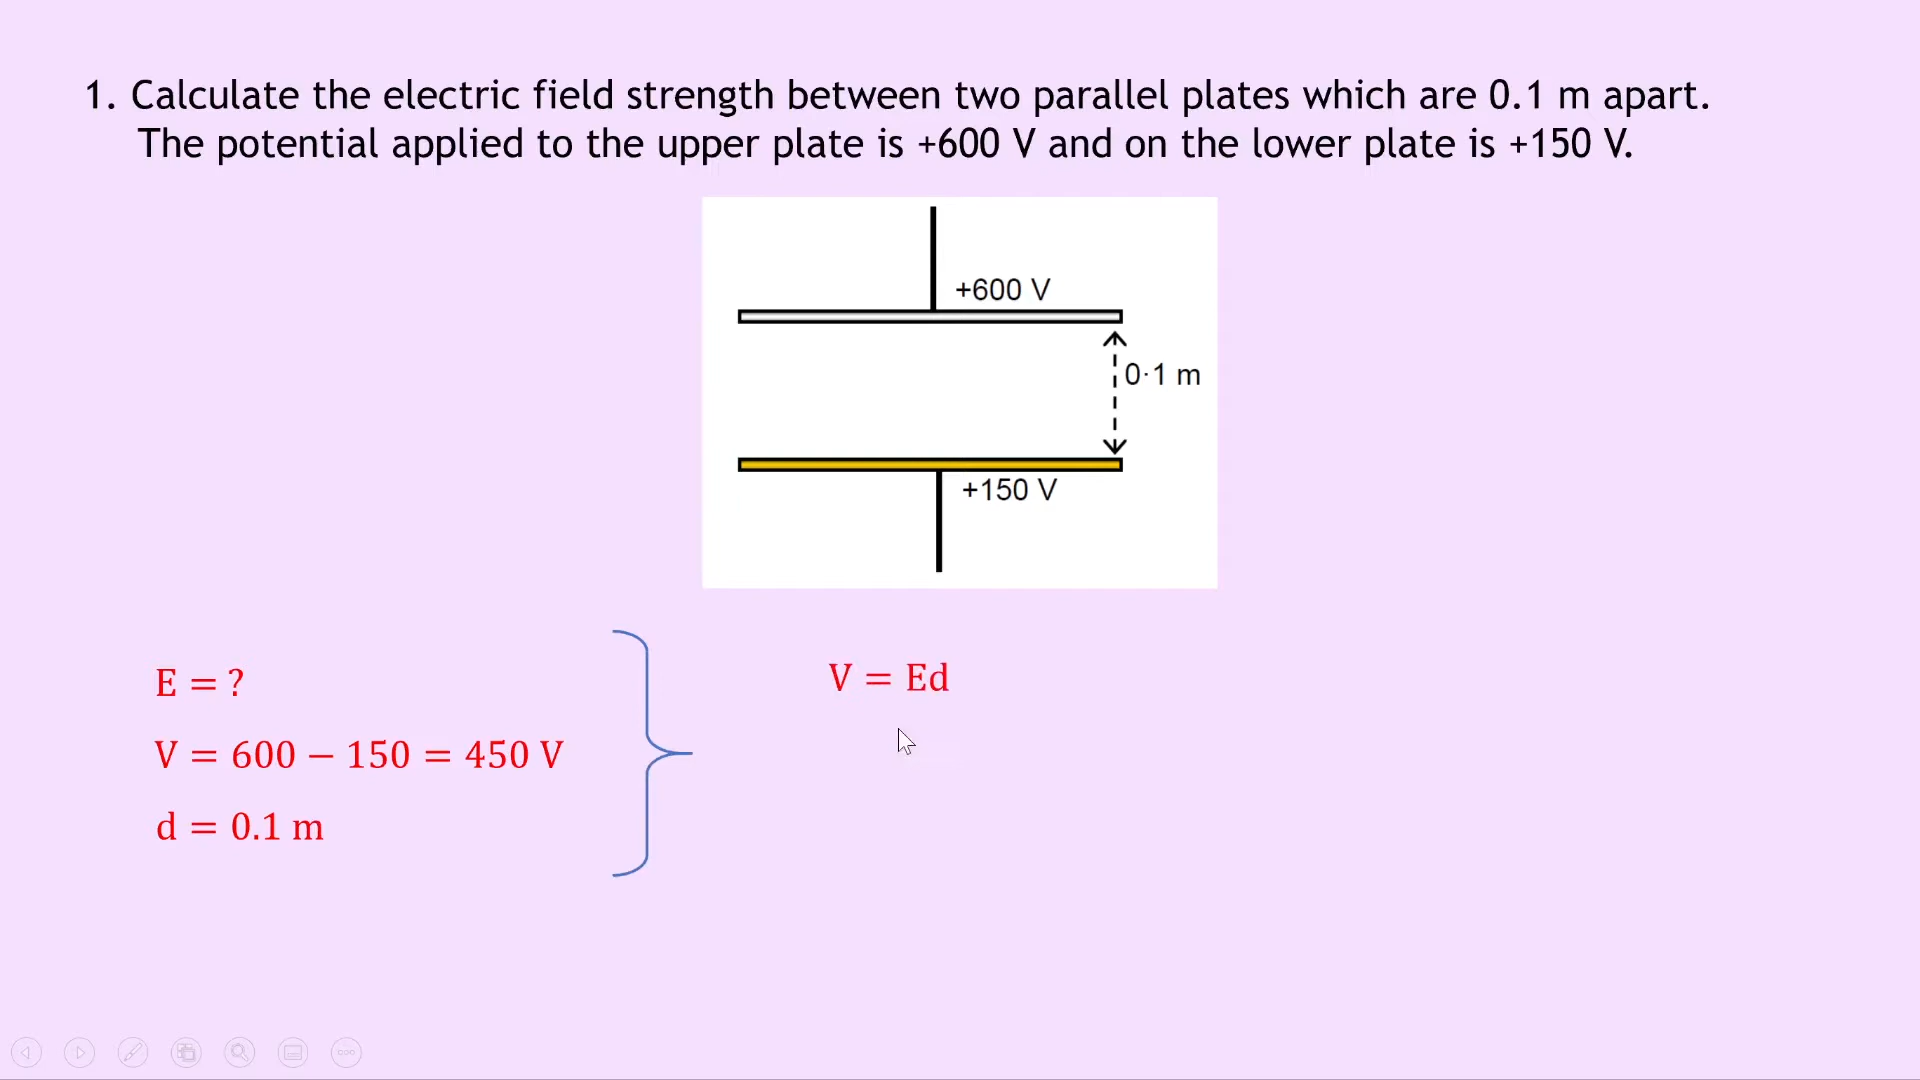 1. Calculate the electric field strength between two parallel plates which are 0.1 m apart.
The potential applied to the upper plate is +600 V and on the lower plate is +150 V.
+600 V
0·1 m
+150 V
E = ?
V = 600 − 150 = 450 V
d = 0.1 m
V = Ed